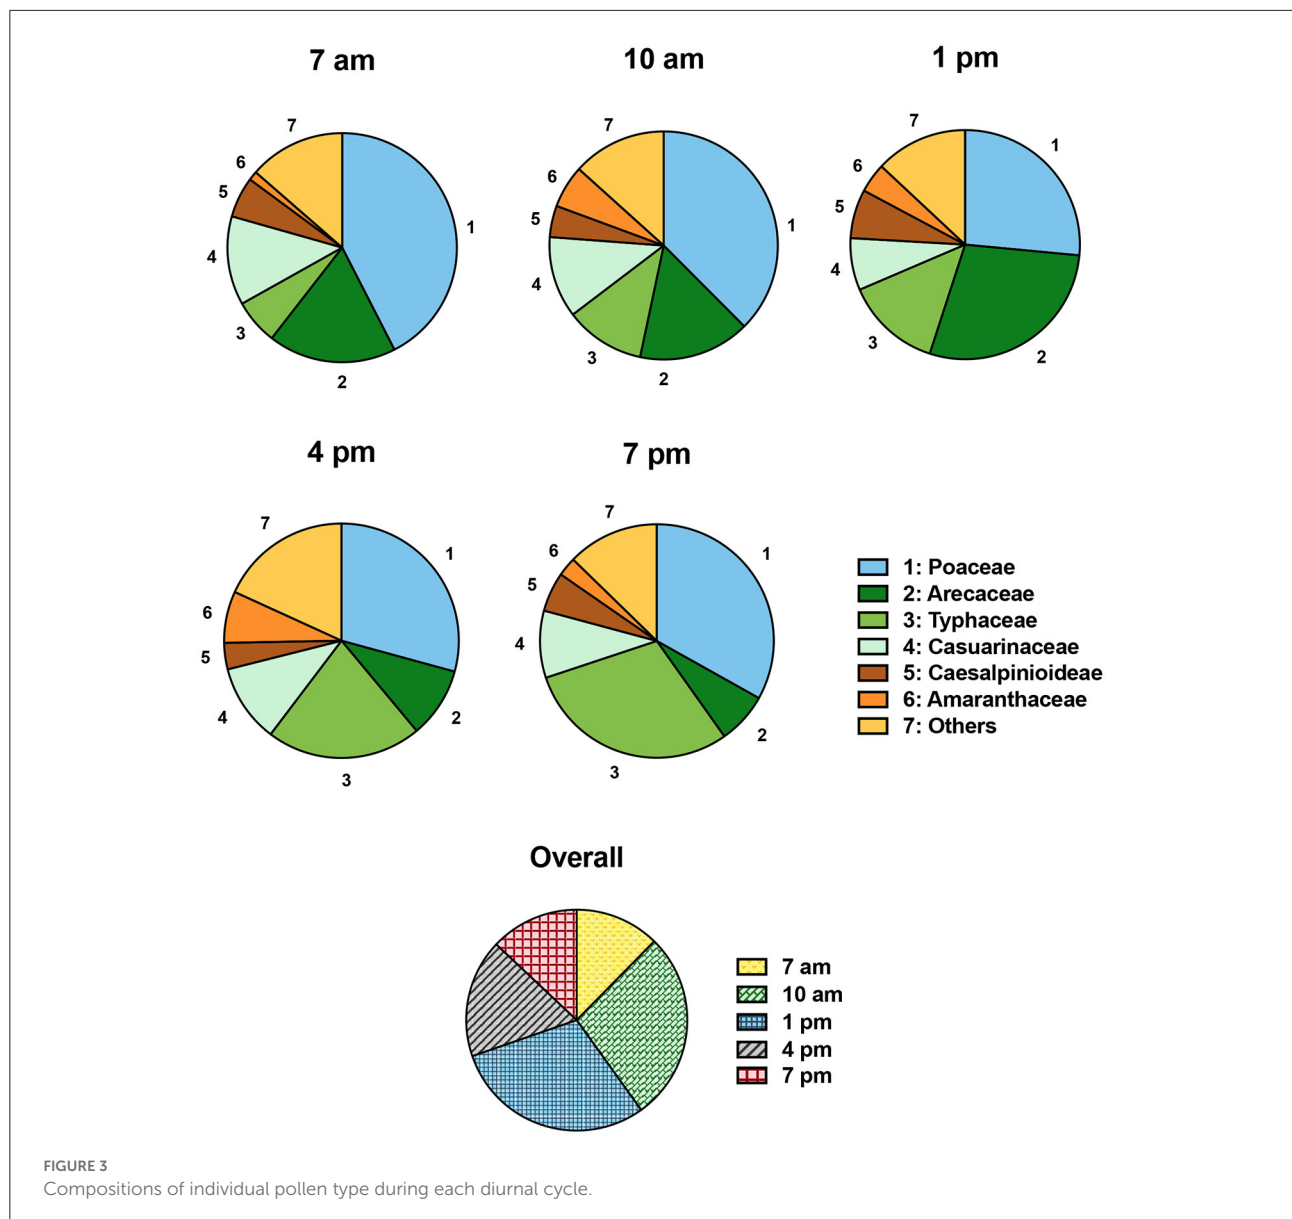 7 am
10 am
1 pm
7
6
5
4
3
2
1
7
6
5
4
3
2
1
7
6
5
4
3
2
1
4 pm
7 pm
7
6
5
4
3
2
1
7
6
5
4
3
2
1
1: Poaceae
2: Arecaceae
3: Typhaceae
4: Casuarinaceae
5: Caesalpinioideae
6: Amaranthaceae
7: Others
Overall
7 am
10 am
1 pm
4 pm
7 pm
FIGURE 3
Compositions of individual pollen type during each diurnal cycle.